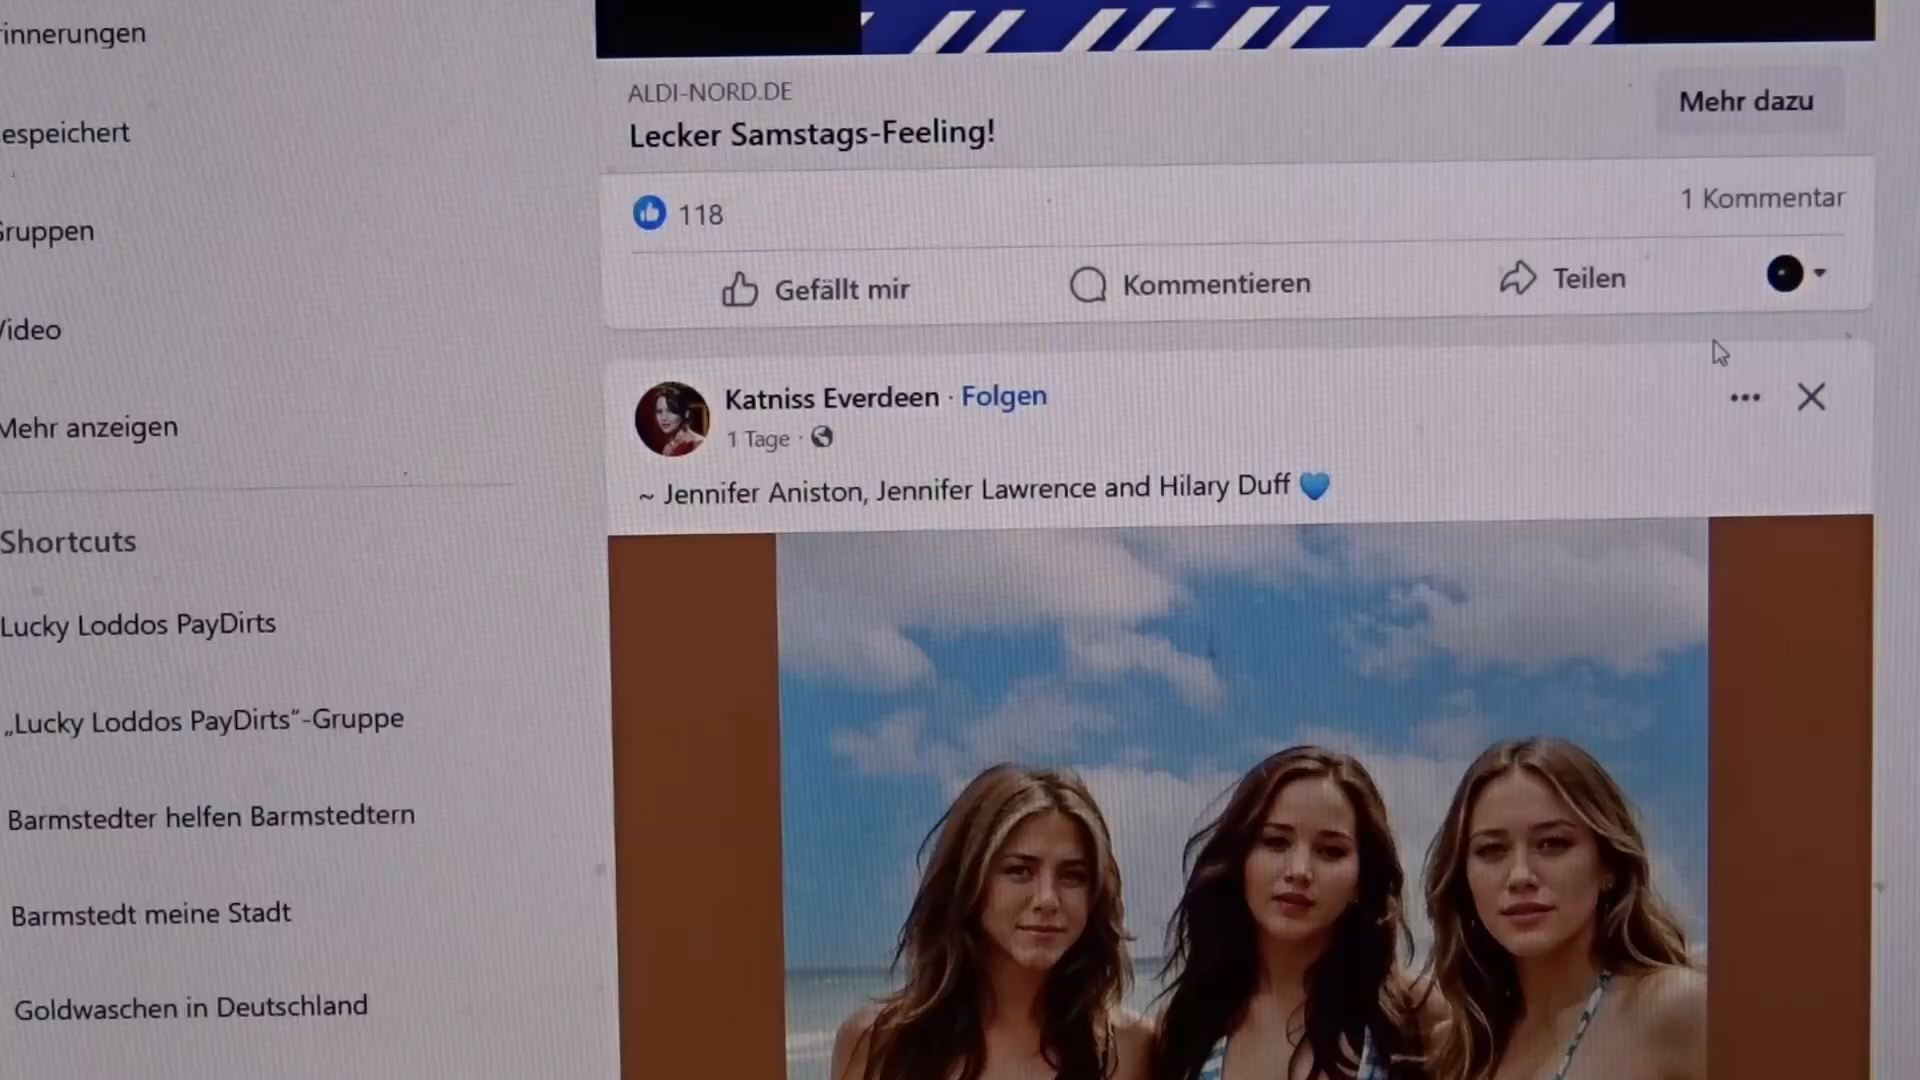 innerungen
espeichert
Gruppen
Video
Mehr anzeigen
Shortcuts
Lucky Loddos PayDirts
„Lucky Loddos PayDirts“-Gruppe
Barmstedter helfen Barmstedtern
Barmstedt meine Stadt
Goldwaschen in Deutschland
ALDI-NORD.DE
Lecker Samstags-Feeling!
Mehr dazu
118
1 Kommentar
Gefällt mir
Kommentieren
Teilen
Katniss Everdeen · Folgen
1 Tage ·
~ Jennifer Aniston, Jennifer Lawrence and Hilary Duff 💙